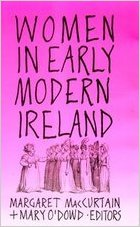 WOMEN
IN EARLY
MODERN
IRELAND
MARGARET MACCURTAIN
+ MARY O'DOWD · EDITORS